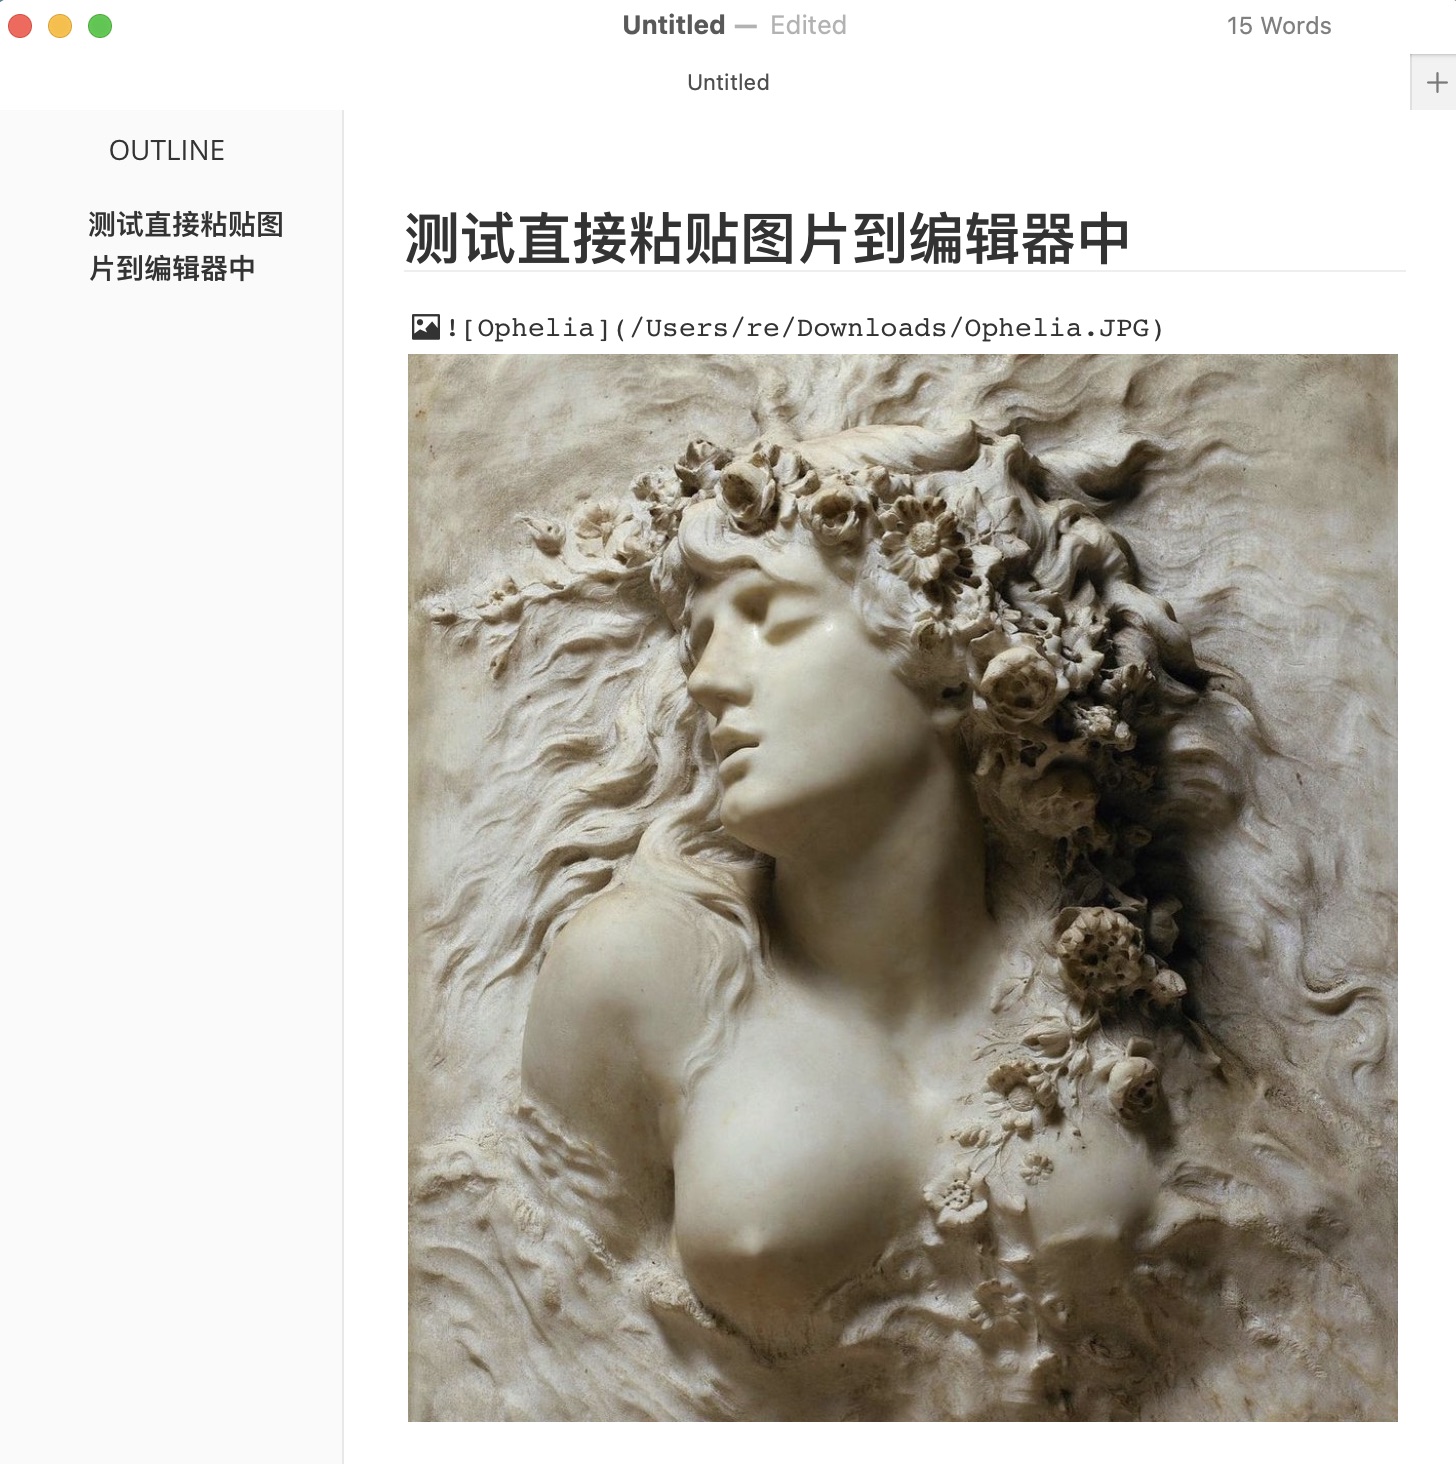 Untitled — Edited
15 Words
Untitled
OUTLINE
测试直接粘贴图
片到编辑器中
测试直接粘贴图片到编辑器中
![Ophelia](/Users/re/Downloads/Ophelia.JPG)